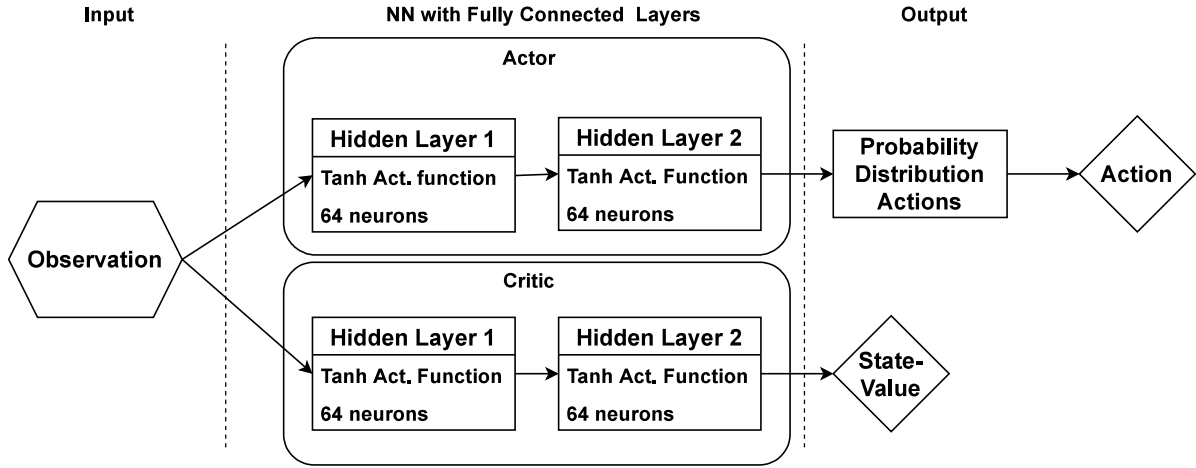 Input
NN with Fully Connected Layers
Output
Actor
Hidden Layer 1
Tanh Act. function
64 neurons
Hidden Layer 2
Tanh Act. Function
64 neurons
Probability
Distribution
Actions
Action
Observation
Critic
Hidden Layer 1
Tanh Act. Function
64 neurons
Hidden Layer 2
Tanh Act. Function
64 neurons
State-
Value